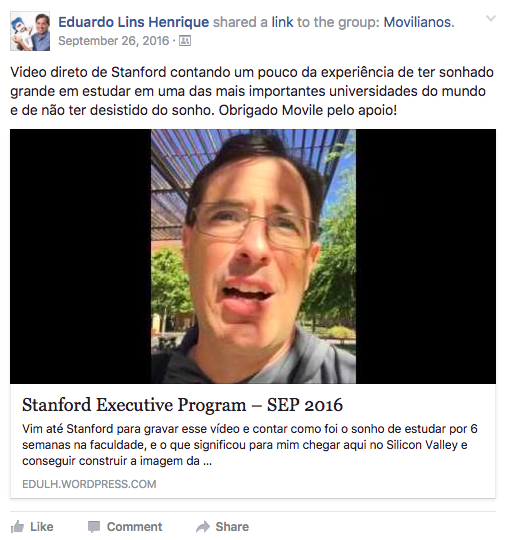 Eduardo Lins Henrique shared a link to the group: Movilianos.
September 26, 2016 ·
Video direto de Stanford contando um pouco da experiência de ter sonhado
grande em estudar em uma das mais importantes universidades do mundo
e de não ter desistido do sonho. Obrigado Movile pelo apoio!
Stanford Executive Program – SEP 2016
Vim até Stanford para gravar esse vídeo e contar como foi o sonho de estudar por 6
semanas na faculdade, e o que significou para mim chegar aqui no Silicon Valley e
conseguir construir a imagem da ...
EDULH.WORDPRESS.COM
Like Comment Share